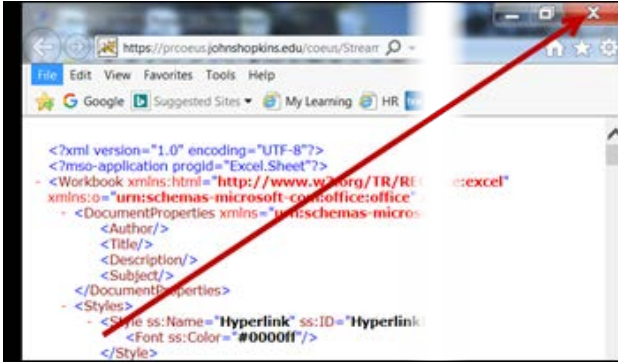 https://prcoeus.johnshopkins.edu/coeus/Stream
File Edit View Favorites Tools Help
Google Suggested Sites ▾ My Learning HR
<?xml version="1.0" encoding="UTF-8"?>
<?mso-application progid="Excel.Sheet"?>
- <Workbook xmlns:html="http://www.w3.org/TR/RE :excel"
xmlns:o="urn:schemas-microsoft-com:office:office"
- <DocumentProperties xmlns="urn:schemas-micros
<Author/>
<Title/>
<Description/>
<Subject/>
</DocumentProperties>
- <Styles>
- <Style ss:Name="Hyperlink" ss:ID="Hyperlink
<Font ss:Color="#0000ff"/>
</Style>